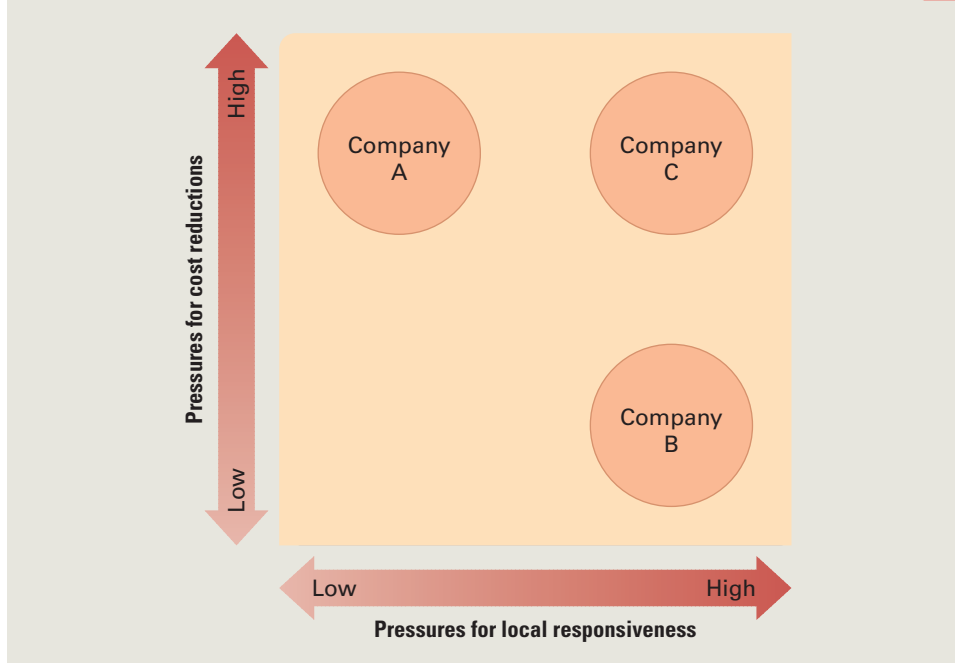 High
Pressures for cost reductions
Low
Company
A
Company
C
Company
B
Low
High
Pressures for local responsiveness